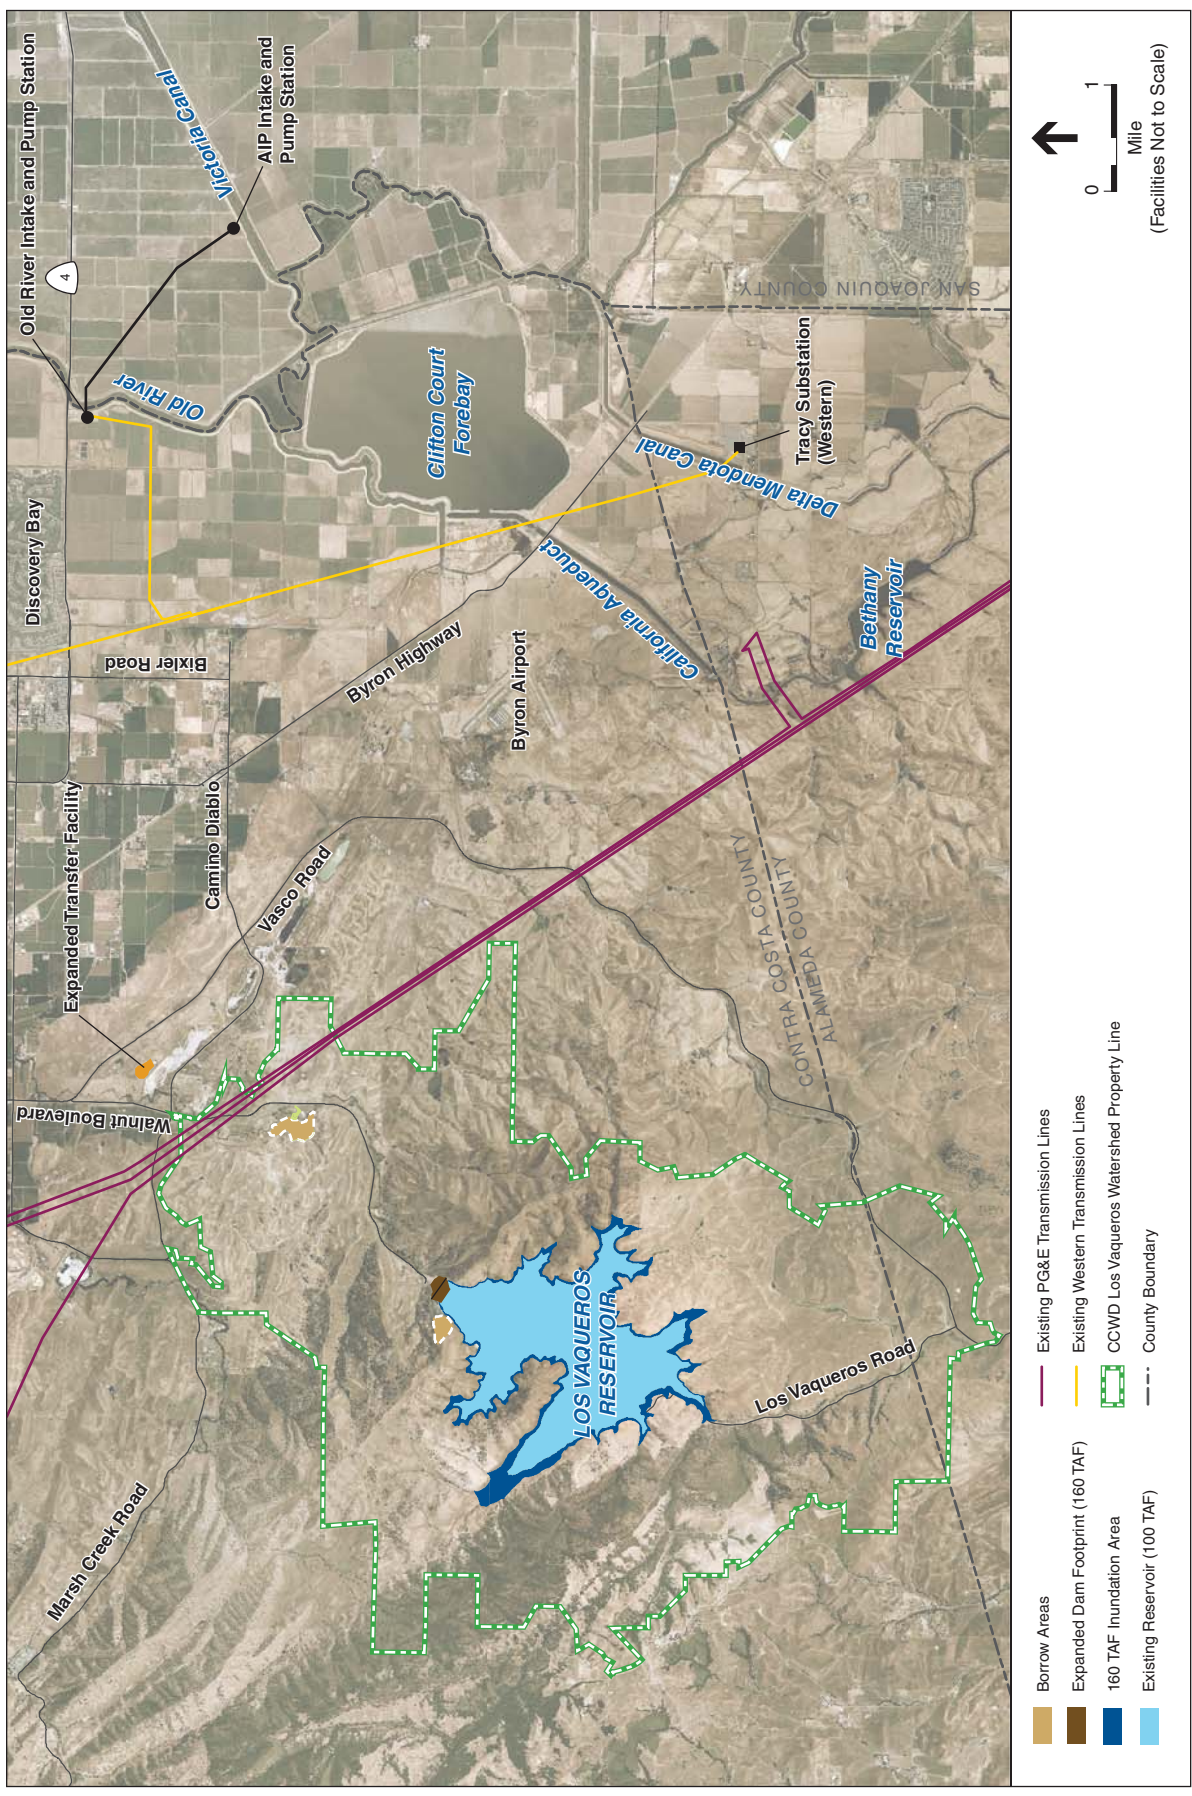 Old River Intake and Pump Station
4
Victoria Canal
AIP Intake and
Pump Station
Old River
Discovery Bay
Bixler Road
Clifton Court
Forebay
Expanded Transfer Facility
Camino Diablo
Byron Highway
Vasco Road
Byron Airport
California Aqueduct
Delta Mendota Canal
Tracy Substation
(Western)
SAN JOAQUIN COUNTY
Bethany
Reservoir
CONTRA COSTA COUNTY
ALAMEDA COUNTY
Walnut Boulevard
Marsh Creek Road
LOS VAQUEROS
RESERVOIR
Los Vaqueros Road
Borrow Areas
Expanded Dam Footprint (160 TAF)
160 TAF Inundation Area
Existing Reservoir (100 TAF)
Existing PG&E Transmission Lines
Existing Western Transmission Lines
CCWD Los Vaqueros Watershed Property Line
County Boundary
0 1
Mile
(Facilities Not to Scale)